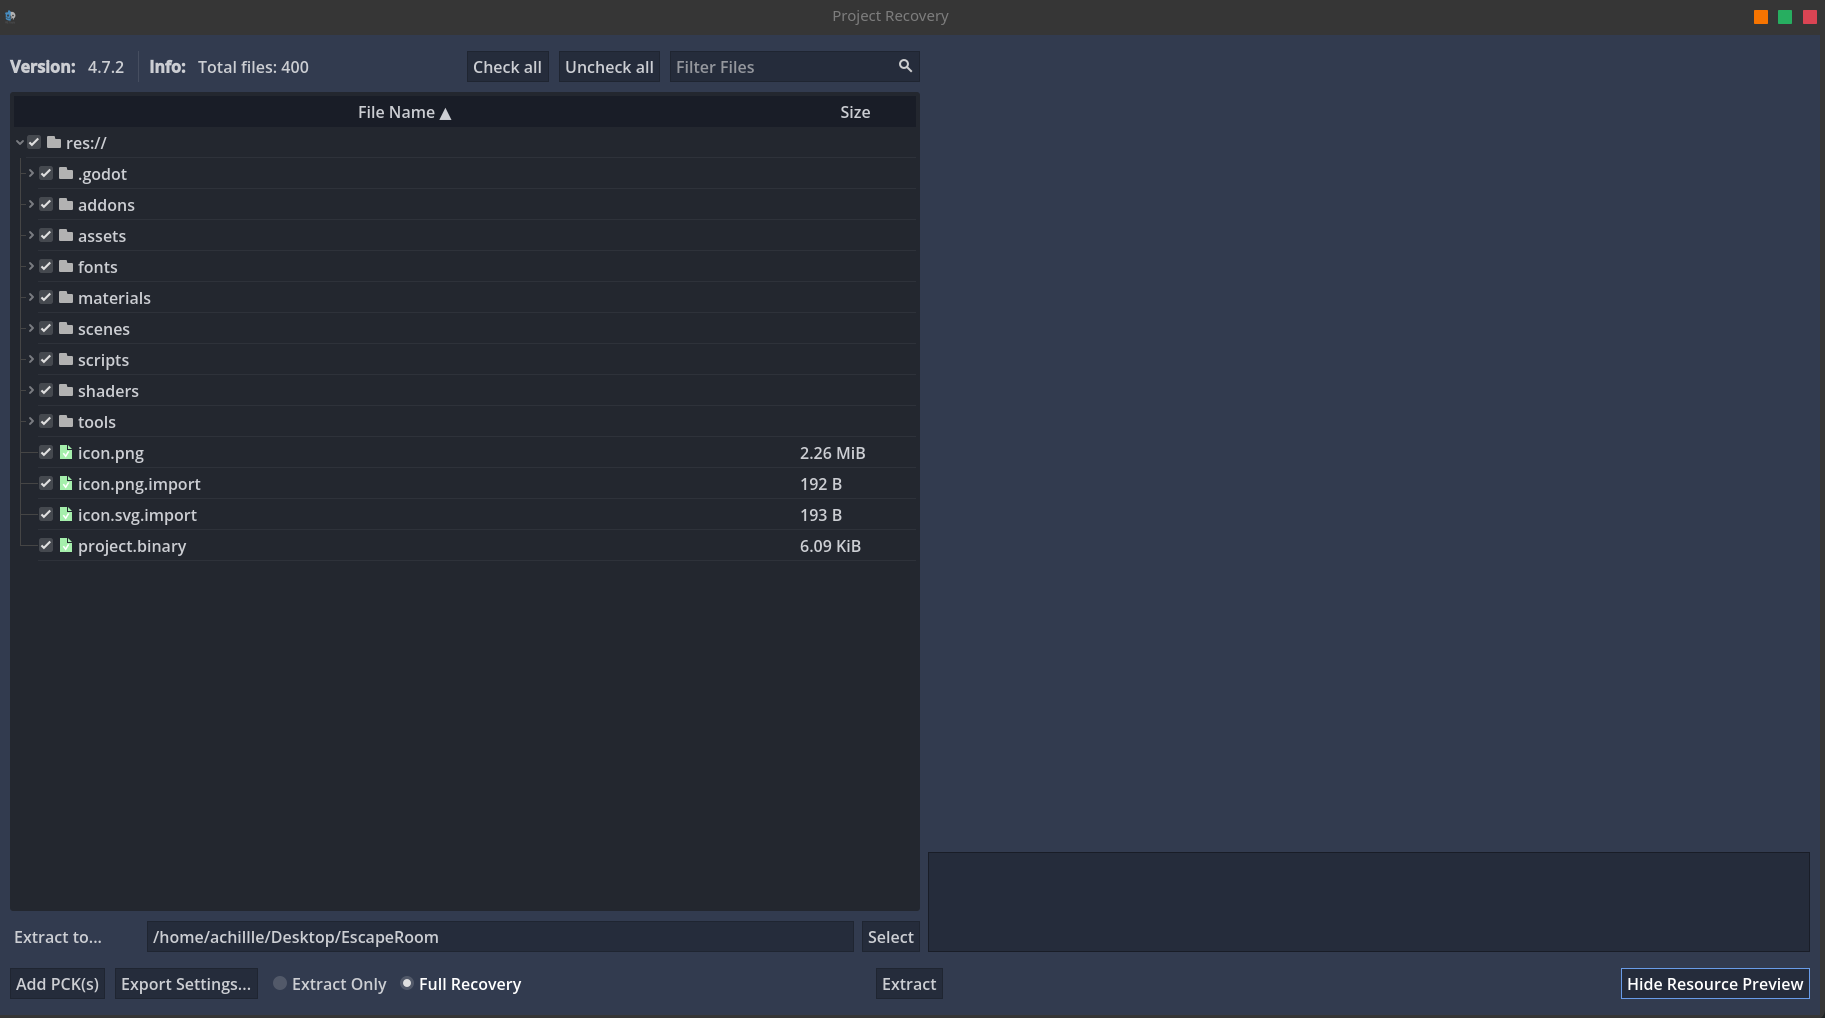 Project Recovery
Version: 4.7.2 Info: Total files: 400 Check all Uncheck all Filter Files
File Name ▲ Size
res://
.godot
addons
assets
fonts
materials
scenes
scripts
shaders
tools
icon.png 2.26 MiB
icon.png.import 192 B
icon.svg.import 193 B
project.binary 6.09 KiB
Extract to... /home/achillle/Desktop/EscapeRoom Select
Add PCK(s) Export Settings... Extract Only Full Recovery Extract Hide Resource Preview